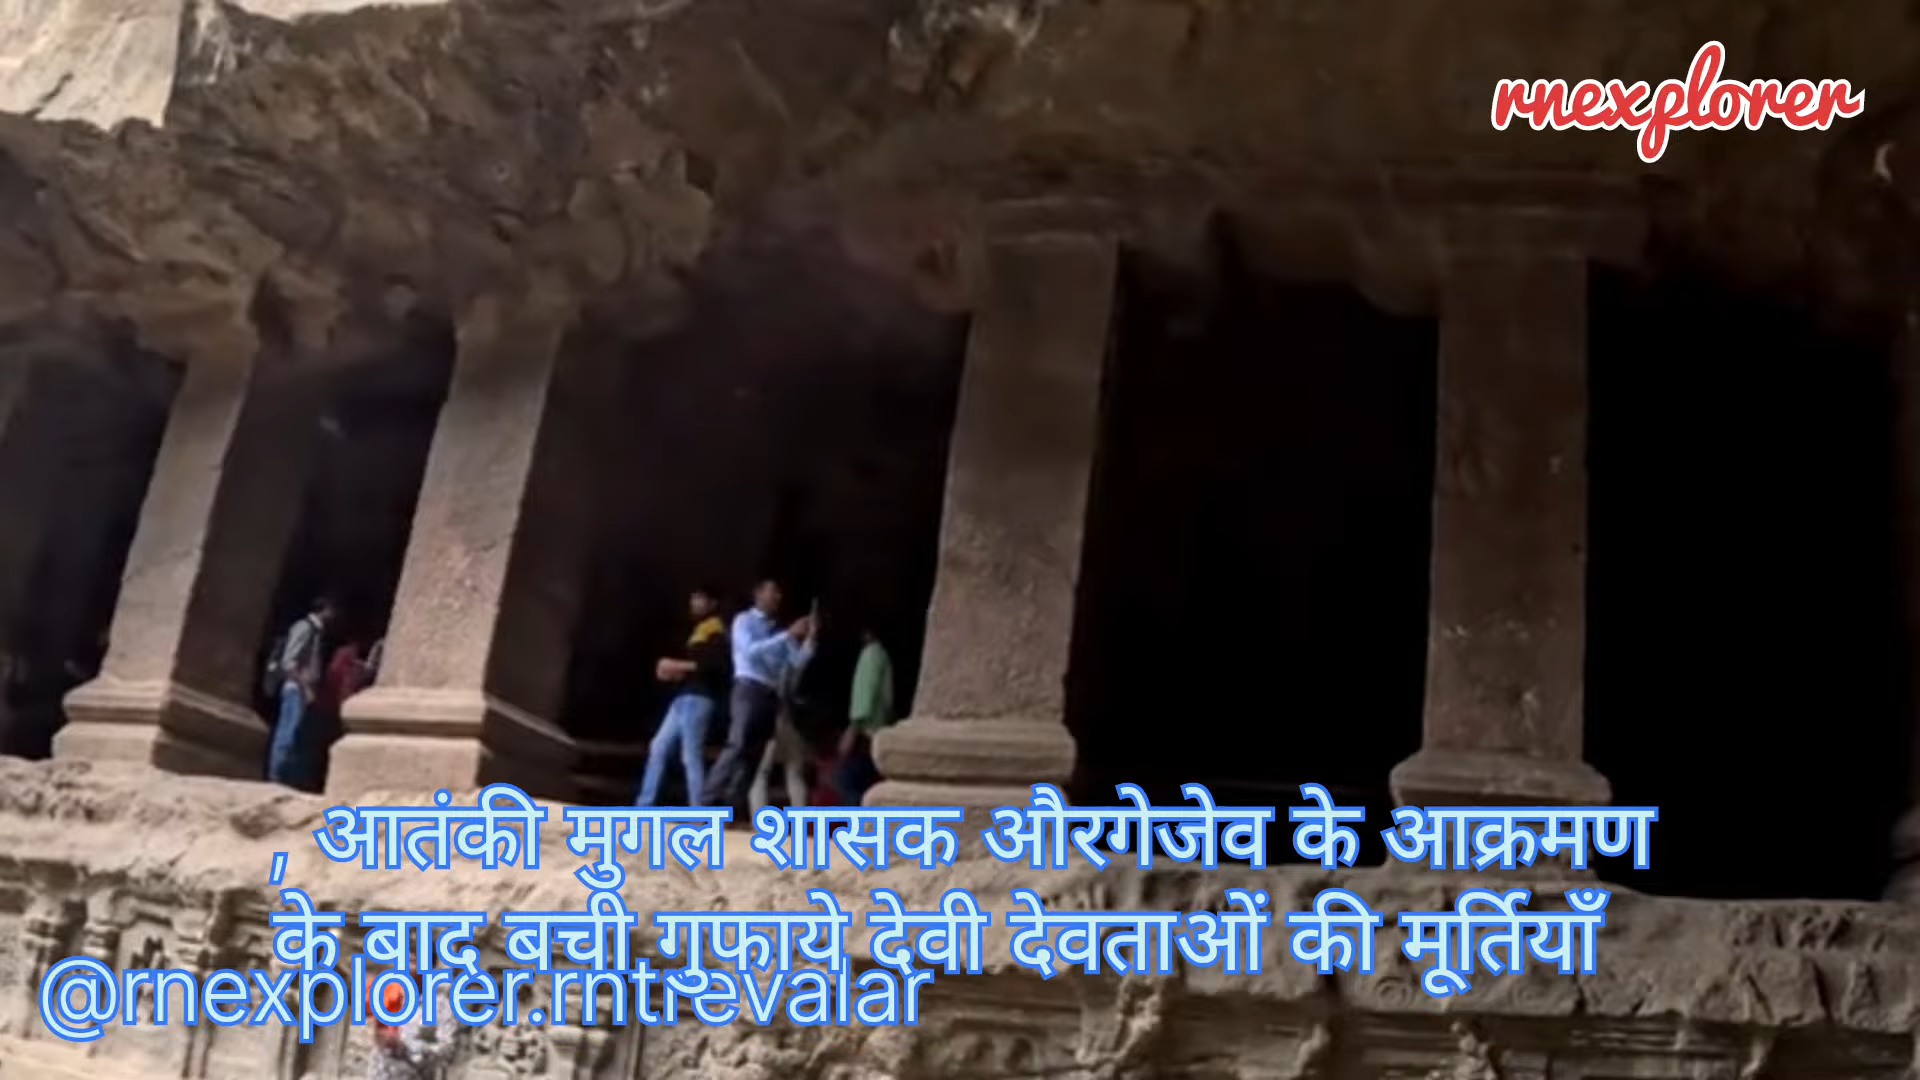 rnexplorer
, आतंकी मुगल शासक औरगेजेव के आक्रमण
के बाद बची गुफाये देवी देवताओं की मूर्तियाँ
@rnexplorer.rntrevalar